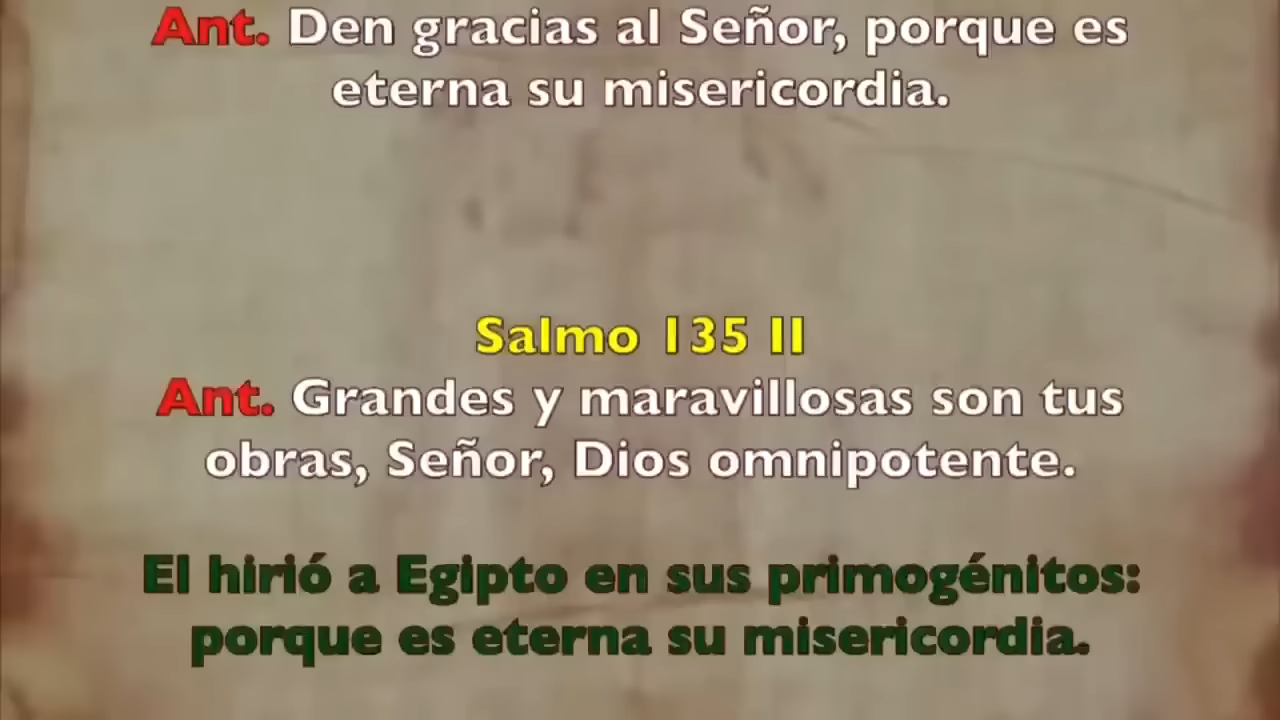 Ant. Den gracias al Señor, porque es
eterna su misericordia.
Salmo 135 II
Ant. Grandes y maravillosas son tus
obras, Señor, Dios omnipotente.
El hirió a Egipto en sus primogénitos:
porque es eterna su misericordia.